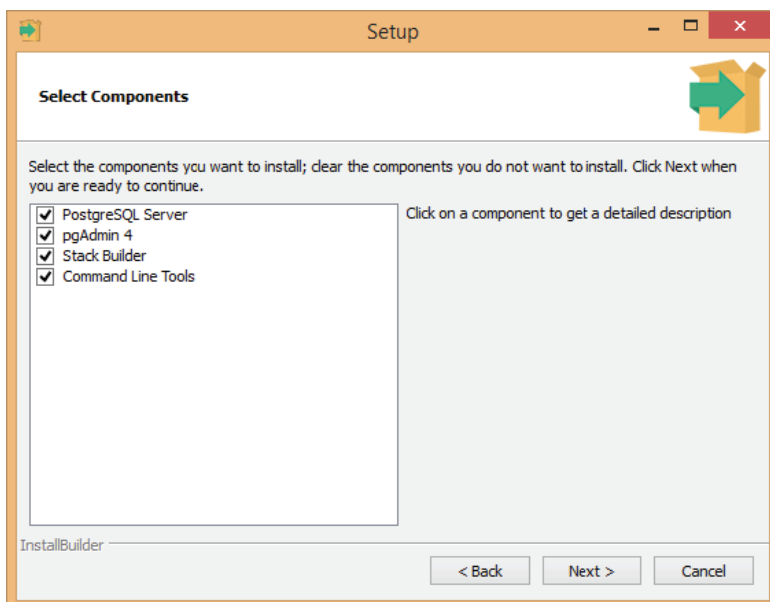 Setup
Select Components
Select the components you want to install; clear the components you do not want to install. Click Next when
you are ready to continue.
PostgreSQL Server
pgAdmin 4
Stack Builder
Command Line Tools
Click on a component to get a detailed description
InstallBuilder
< Back
Next >
Cancel